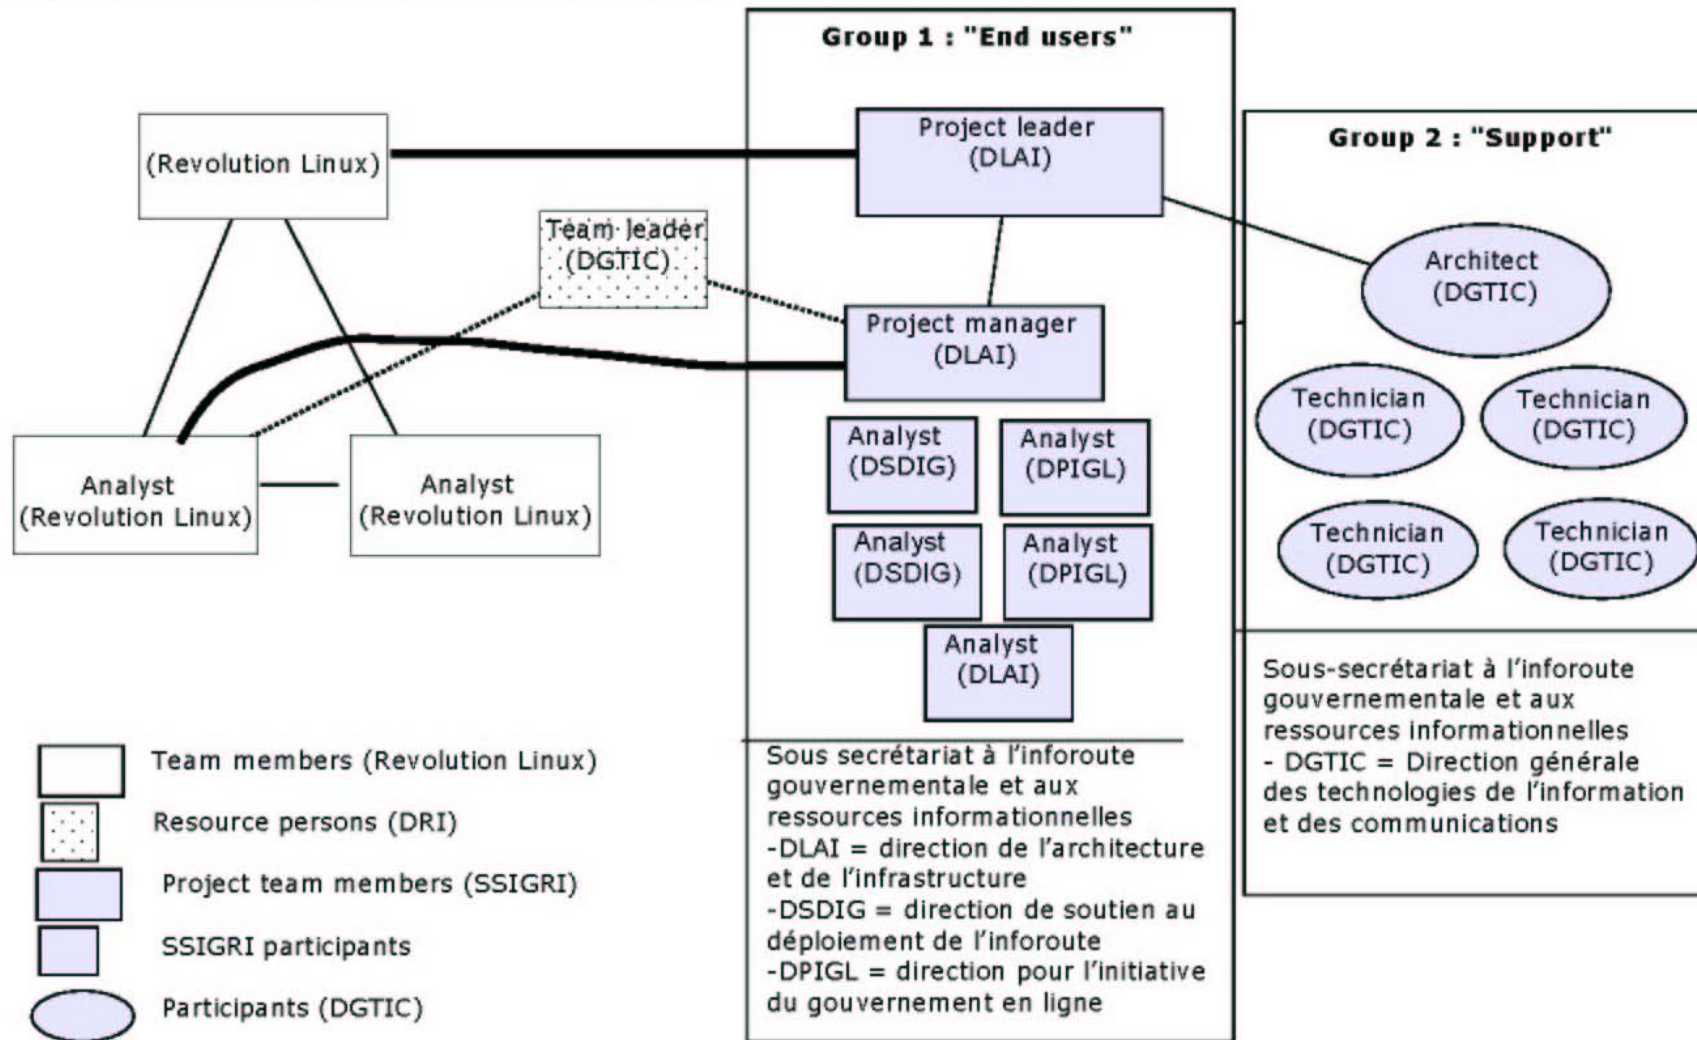 Group 1 : "End users"
Project leader
(DLAI)
Group 2 : "Support"
(Revolution Linux)
Team leader
(DGTIC)
Architect
(DGTIC)
Project manager
(DLAI)
Technician
(DGTIC)
Technician
(DGTIC)
Analyst
(DSDIG)
Analyst
(DPIGL)
Analyst
(Revolution Linux)
Analyst
(Revolution Linux)
Analyst
(DSDIG)
Analyst
(DPIGL)
Technician
(DGTIC)
Technician
(DGTIC)
Analyst
(DLAI)
Sous-secrétariat à l'inforoute
gouvernementale et aux
ressources informationnelles
- DGTIC = Direction générale
des technologies de l'information
et des communications
Sous secrétariat à l'inforoute
gouvernementale et aux
ressources informationnelles
-DLAI = direction de l'architecture
et de l'infrastructure
-DSDIG = direction de soutien au
déploiement de l'inforoute
-DPIGL = direction pour l'initiative
du gouvernement en ligne
Team members (Revolution Linux)
Resource persons (DRI)
Project team members (SSIGRI)
SSIGRI participants
Participants (DGTIC)